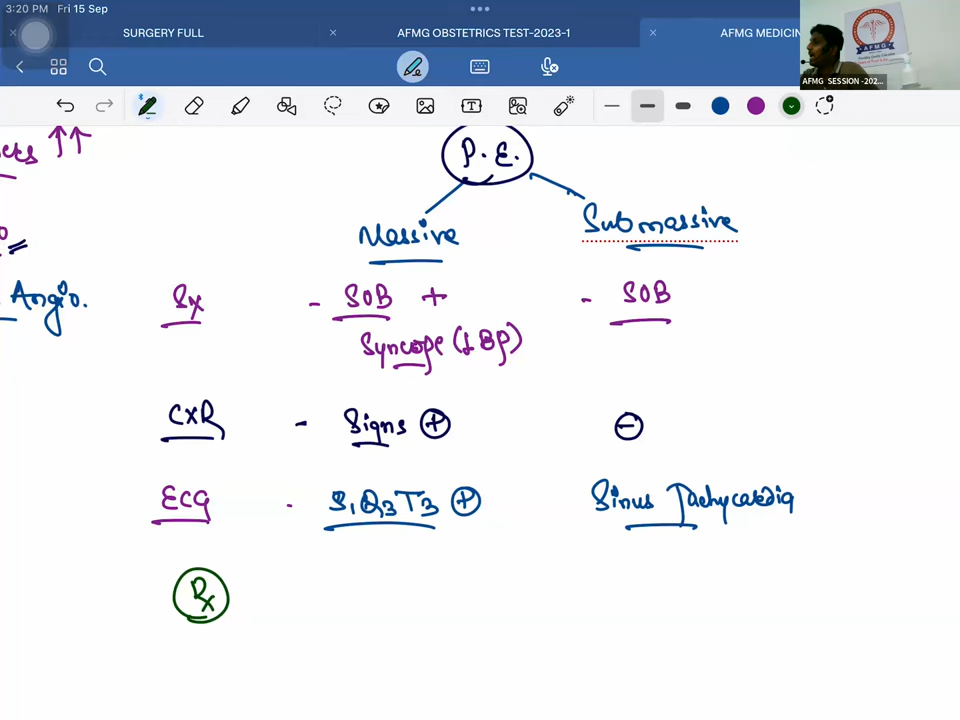 3:20 PM Fri 15 Sep
SURGERY FULL
AFMG OBSTETRICS TEST-2023-1
AFMG MEDICIN
AFMG
AFMG SESSION -202...
T
↑↑
P.E.
Massive Submassive
Angio.
Sx - SOB + - SOB
Syncope (↓BP)
CXR - Signs ⊕ ⊖
ECG - S1Q3T3 ⊕ Sinus Tachycardia
Rx